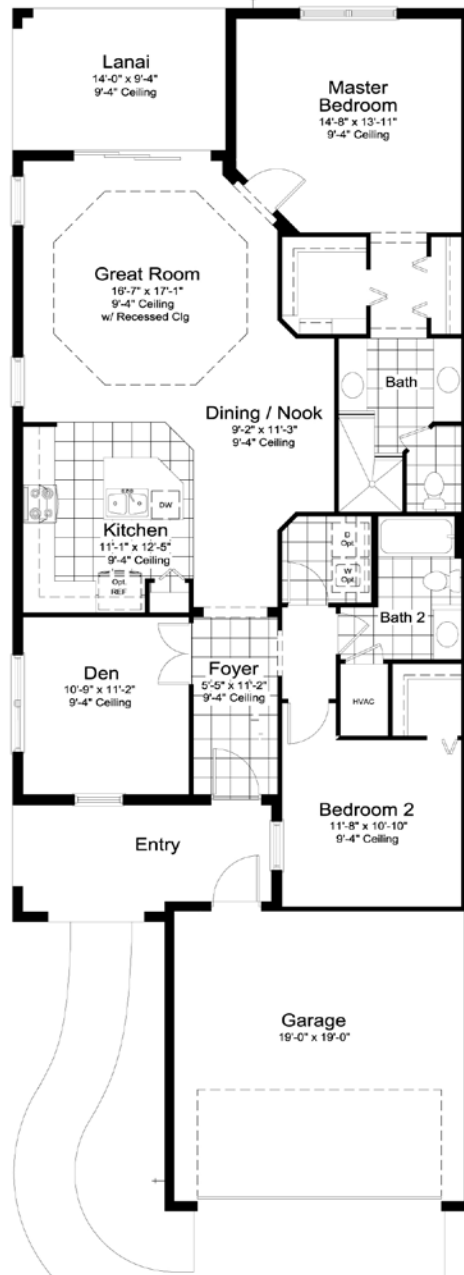 Lanai
14'-0" x 9'-4"
9'-4" Ceiling
Master
Bedroom
14'-8" x 13'-11"
9'-4" Ceiling
Great Room
16'-7" x 17'-1"
9'-4" Ceiling
w/ Recessed Clg
Bath
Dining / Nook
9'-2" x 11'-3"
9'-4" Ceiling
DW
Kitchen
11'-1" x 12'-5"
9'-4" Ceiling
Opt.
REF
D
Opt.
W
Opt.
Bath 2
Den
10'-9" x 11'-2"
9'-4" Ceiling
Foyer
5'-5" x 11'-2"
9'-4" Ceiling
HVAC
Bedroom 2
11'-8" x 10'-10"
9'-4" Ceiling
Entry
Garage
19'-0" x 19'-0"